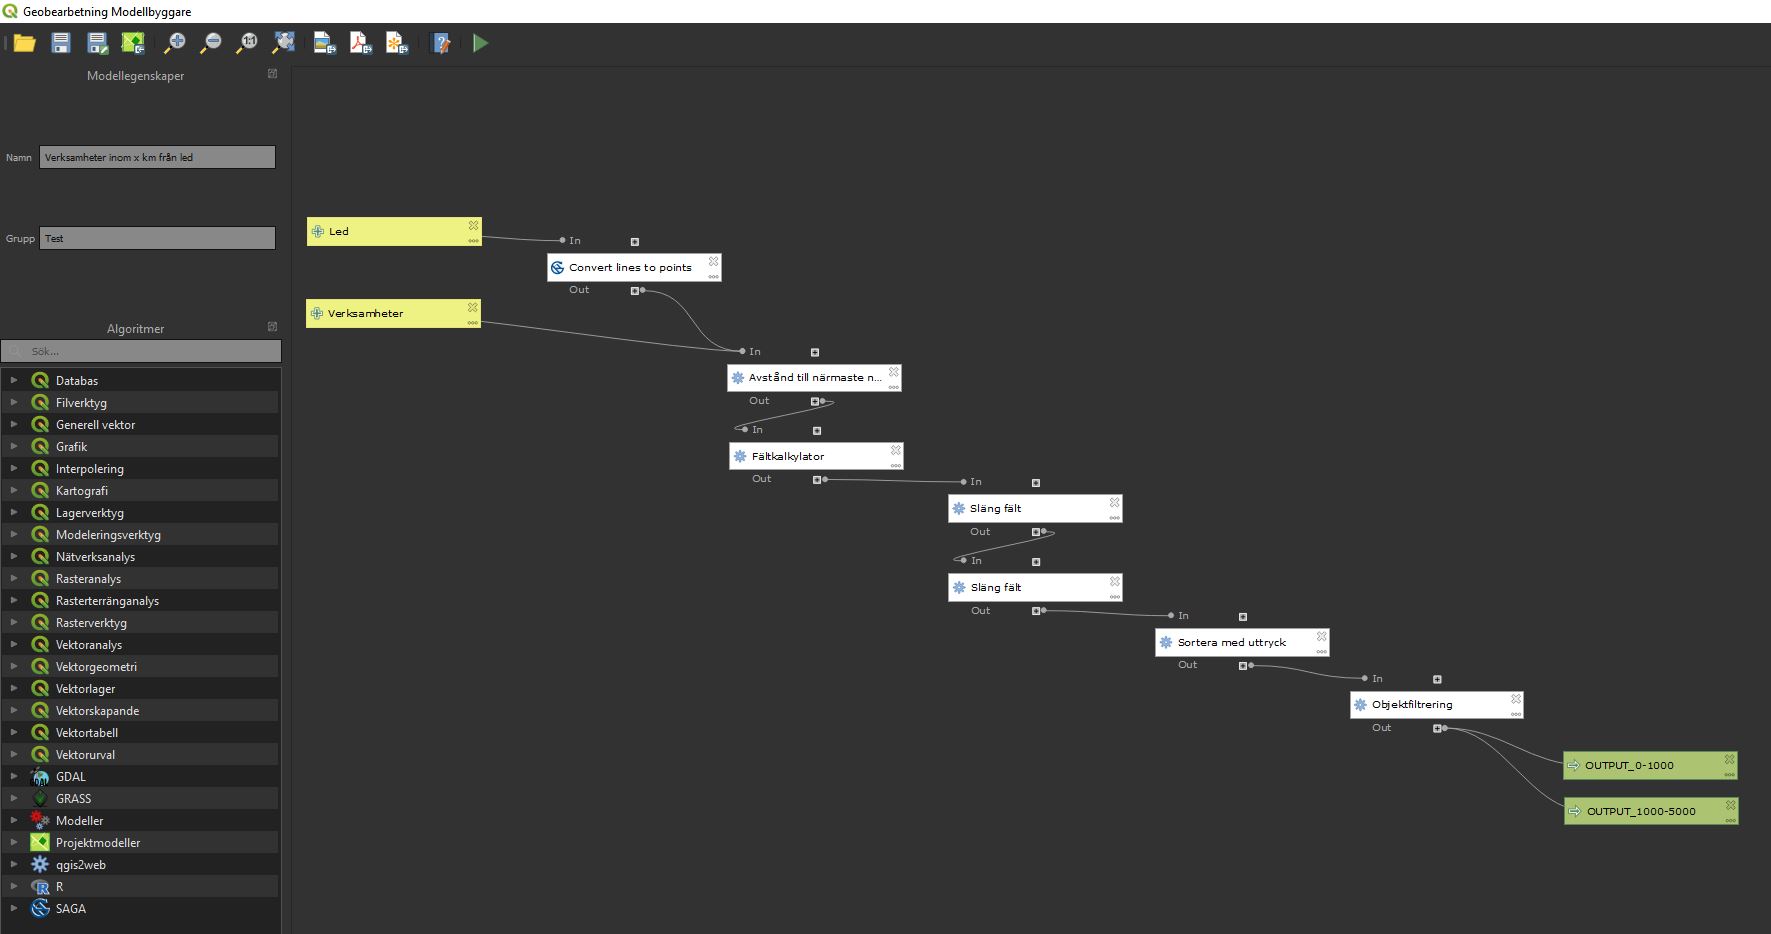 Geobearbetning Modellbyggare
1:1
Modellegenskaper
Namn
Verksamheter inom x km från led
Grupp
Test
Algoritmer
Sök...
Databas
Filverktyg
Generell vektor
Grafik
Interpolering
Kartografi
Lagerverktyg
Modeleringsverktyg
Nätverksanalys
Rasteranalys
Rasterterränganalys
Rasterverktyg
Vektoranalys
Vektorgeometri
Vektorlager
Vektorskapande
Vektortabell
Vektorurval
GDAL
GRASS
Modeller
Projektmodeller
qgis2web
R
SAGA
Led
In
Convert lines to points
Out
Verksamheter
In
Avstånd till närmaste n...
Out
In
Fältkalkylator
Out
In
Släng fält
Out
In
Släng fält
Out
In
Sortera med uttryck
Out
In
Objektfiltrering
Out
OUTPUT_0-1000
OUTPUT_1000-5000